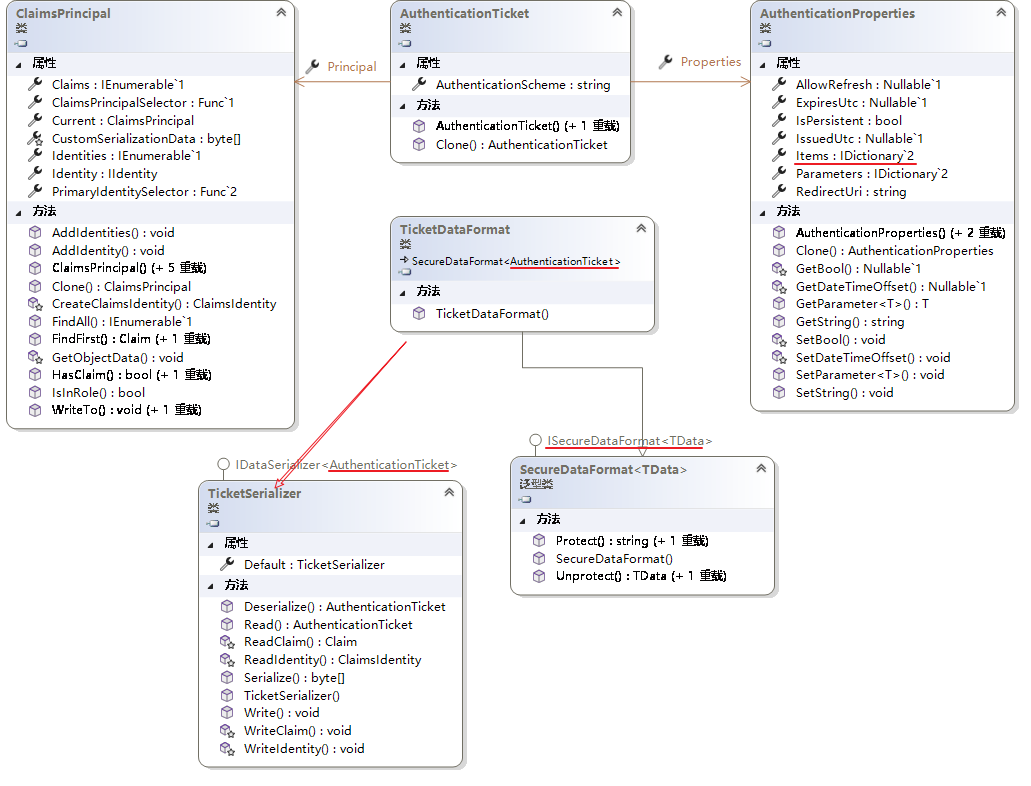 ClaimsPrincipal
类
属性
Claims : IEnumerable`1
ClaimsPrincipalSelector : Func`1
Current : ClaimsPrincipal
CustomSerializationData : byte[]
Identities : IEnumerable`1
Identity : IIdentity
PrimaryIdentitySelector : Func`2
方法
AddIdentities() : void
AddIdentity() : void
ClaimsPrincipal() (+ 5 重载)
Clone() : ClaimsPrincipal
CreateClaimsIdentity() : ClaimsIdentity
FindAll() : IEnumerable`1
FindFirst() : Claim (+ 1 重载)
GetObjectData() : void
HasClaim() : bool (+ 1 重载)
IsInRole() : bool
WriteTo() : void (+ 1 重载)
Principal
AuthenticationTicket
类
属性
AuthenticationScheme : string
方法
AuthenticationTicket() (+ 1 重载)
Clone() : AuthenticationTicket
Properties
AuthenticationProperties
类
属性
AllowRefresh : Nullable`1
ExpiresUtc : Nullable`1
IsPersistent : bool
IssuedUtc : Nullable`1
Items : IDictionary`2
Parameters : IDictionary`2
RedirectUri : string
方法
AuthenticationProperties() (+ 2 重载)
Clone() : AuthenticationProperties
GetBool() : Nullable`1
GetDateTimeOffset() : Nullable`1
GetParameter<T>() : T
GetString() : string
SetBool() : void
SetDateTimeOffset() : void
SetParameter<T>() : void
SetString() : void
TicketDataFormat
类
SecureDataFormat<AuthenticationTicket>
方法
TicketDataFormat()
IDataSerializer<AuthenticationTicket>
TicketSerializer
类
属性
Default : TicketSerializer
方法
Deserialize() : AuthenticationTicket
Read() : AuthenticationTicket
ReadClaim() : Claim
ReadIdentity() : ClaimsIdentity
Serialize() : byte[]
TicketSerializer()
Write() : void
WriteClaim() : void
WriteIdentity() : void
ISecureDataFormat<TData>
SecureDataFormat<TData>
泛型类
方法
Protect() : string (+ 1 重载)
SecureDataFormat()
Unprotect() : TData (+ 1 重载)